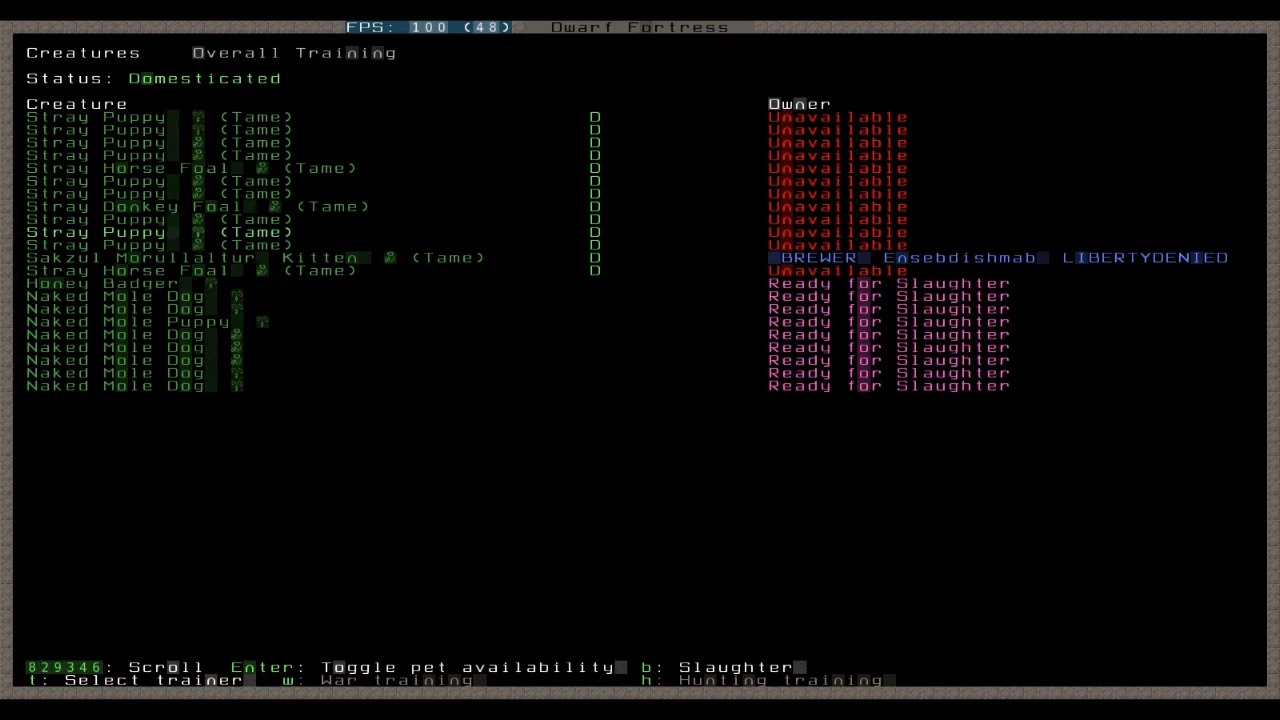 FPS: 100 (48) Dwarf Fortress
Creatures Overall Training
Status: Domesticated
Creature Owner
Stray Puppy (Tame) D Unavailable
Stray Puppy (Tame) D Unavailable
Stray Puppy (Tame) D Unavailable
Stray Puppy (Tame) D Unavailable
Stray Horse Foal (Tame) D Unavailable
Stray Puppy (Tame) D Unavailable
Stray Puppy (Tame) D Unavailable
Stray Donkey Foal (Tame) D Unavailable
Stray Puppy (Tame) D Unavailable
Stray Puppy (Tame) D Unavailable
Stray Puppy (Tame) D Unavailable
Sakzul Morullaltur Kitten (Tame) D BREWER Ensebdishmab LIBERTYDENIED
Stray Horse Foal (Tame) D Unavailable
Honey Badger Ready for Slaughter
Naked Mole Dog Ready for Slaughter
Naked Mole Dog Ready for Slaughter
Naked Mole Puppy Ready for Slaughter
Naked Mole Dog Ready for Slaughter
Naked Mole Dog Ready for Slaughter
Naked Mole Dog Ready for Slaughter
Naked Mole Dog Ready for Slaughter
Naked Mole Dog Ready for Slaughter
829346: Scroll Enter: Toggle pet availability b: Slaughter
t: Select trainer w: War training h: Hunting training